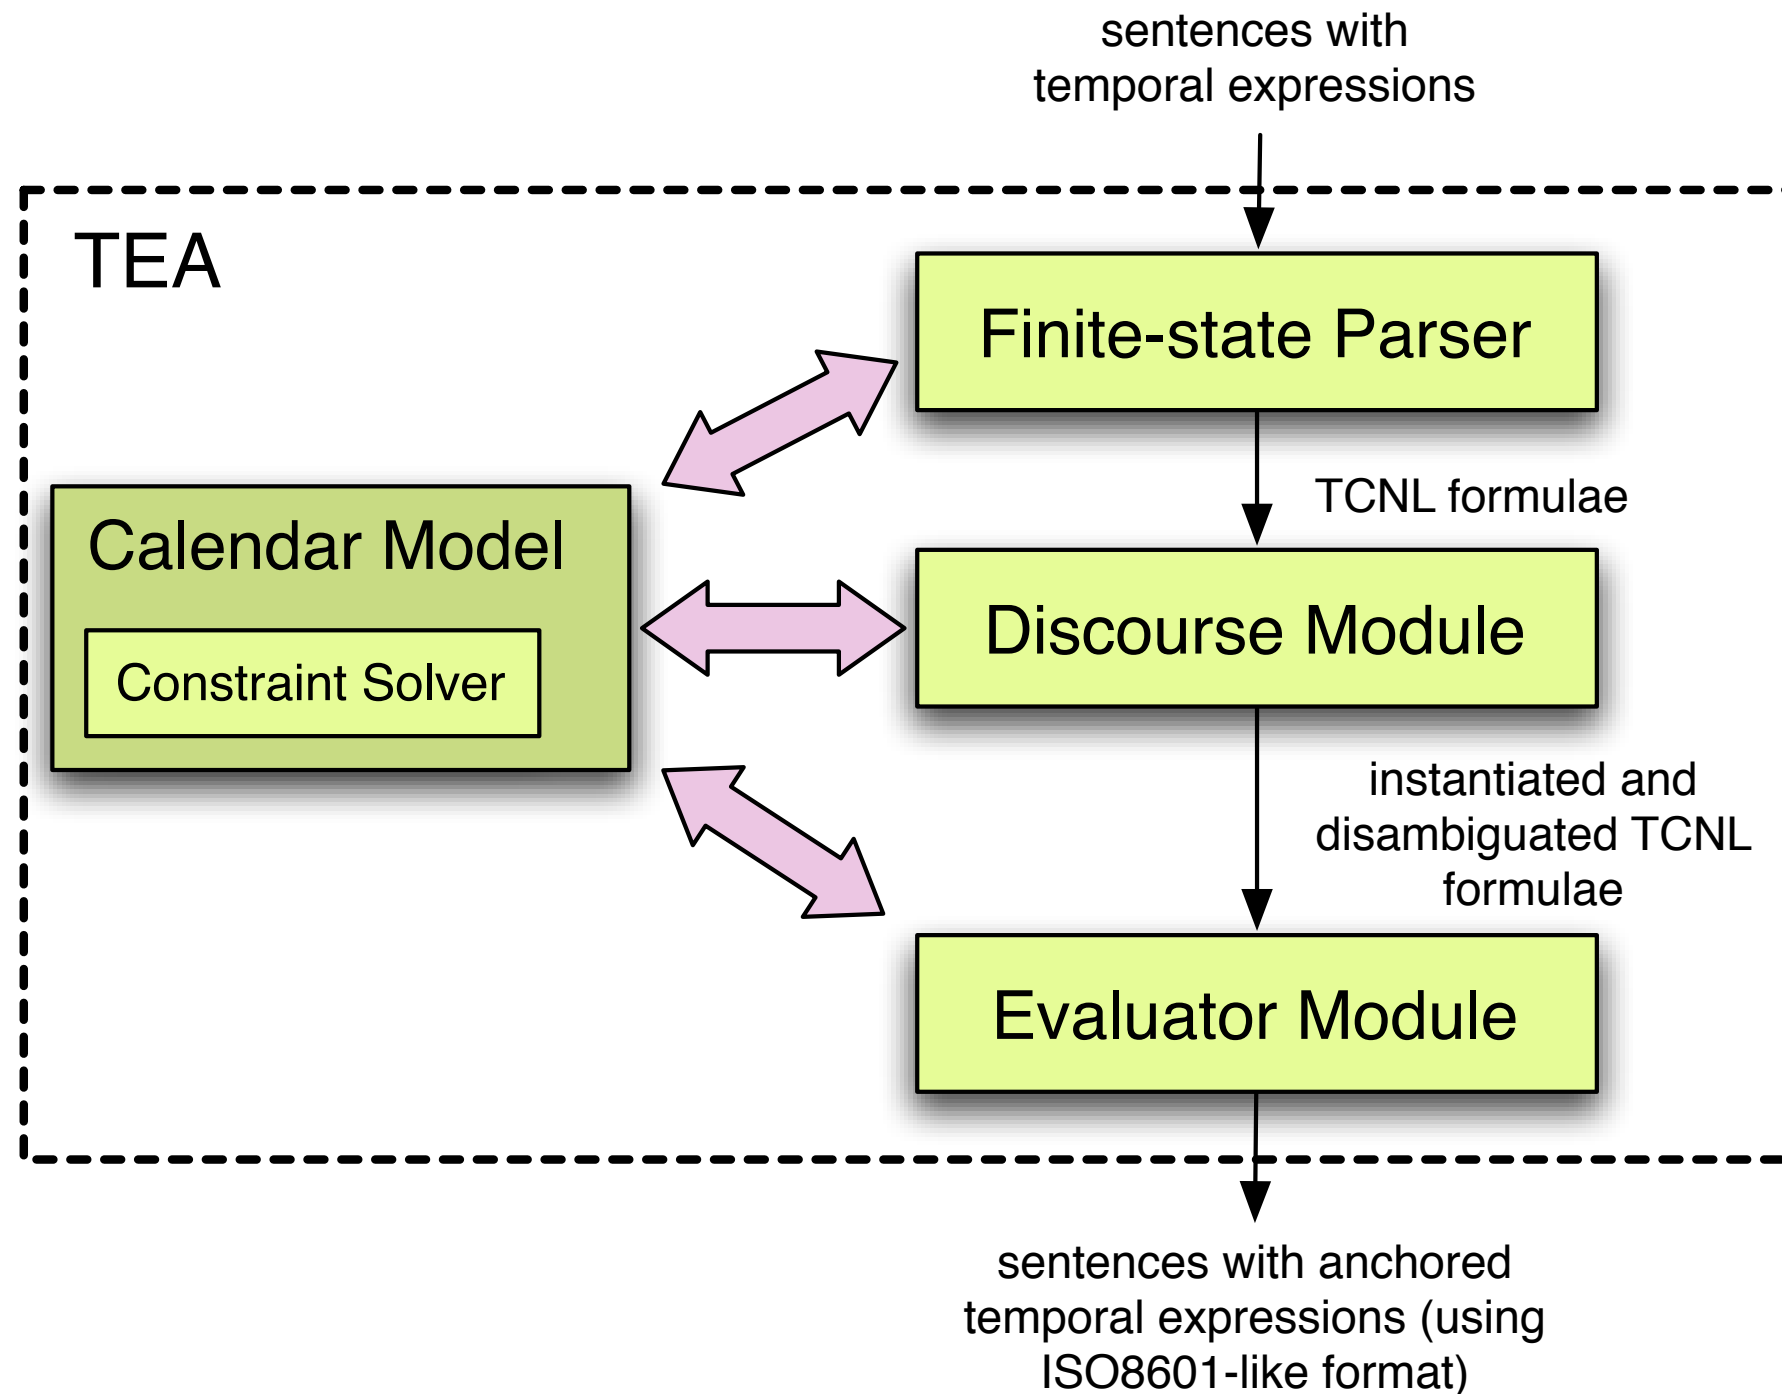 sentences with
temporal expressions
TEA
Finite-state Parser
TCNL formulae
Calendar Model
Constraint Solver
Discourse Module
instantiated and
disambiguated TCNL
formulae
Evaluator Module
sentences with anchored
temporal expressions (using
ISO8601-like format)